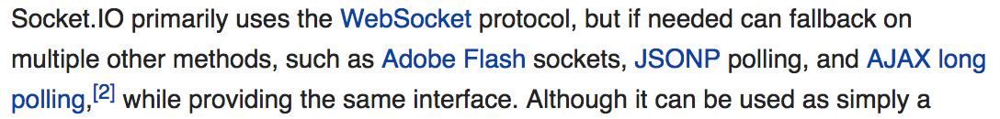 Socket.IO primarily uses the WebSocket protocol, but if needed can fallback on
multiple other methods, such as Adobe Flash sockets, JSONP polling, and AJAX long
polling,[2] while providing the same interface. Although it can be used as simply a